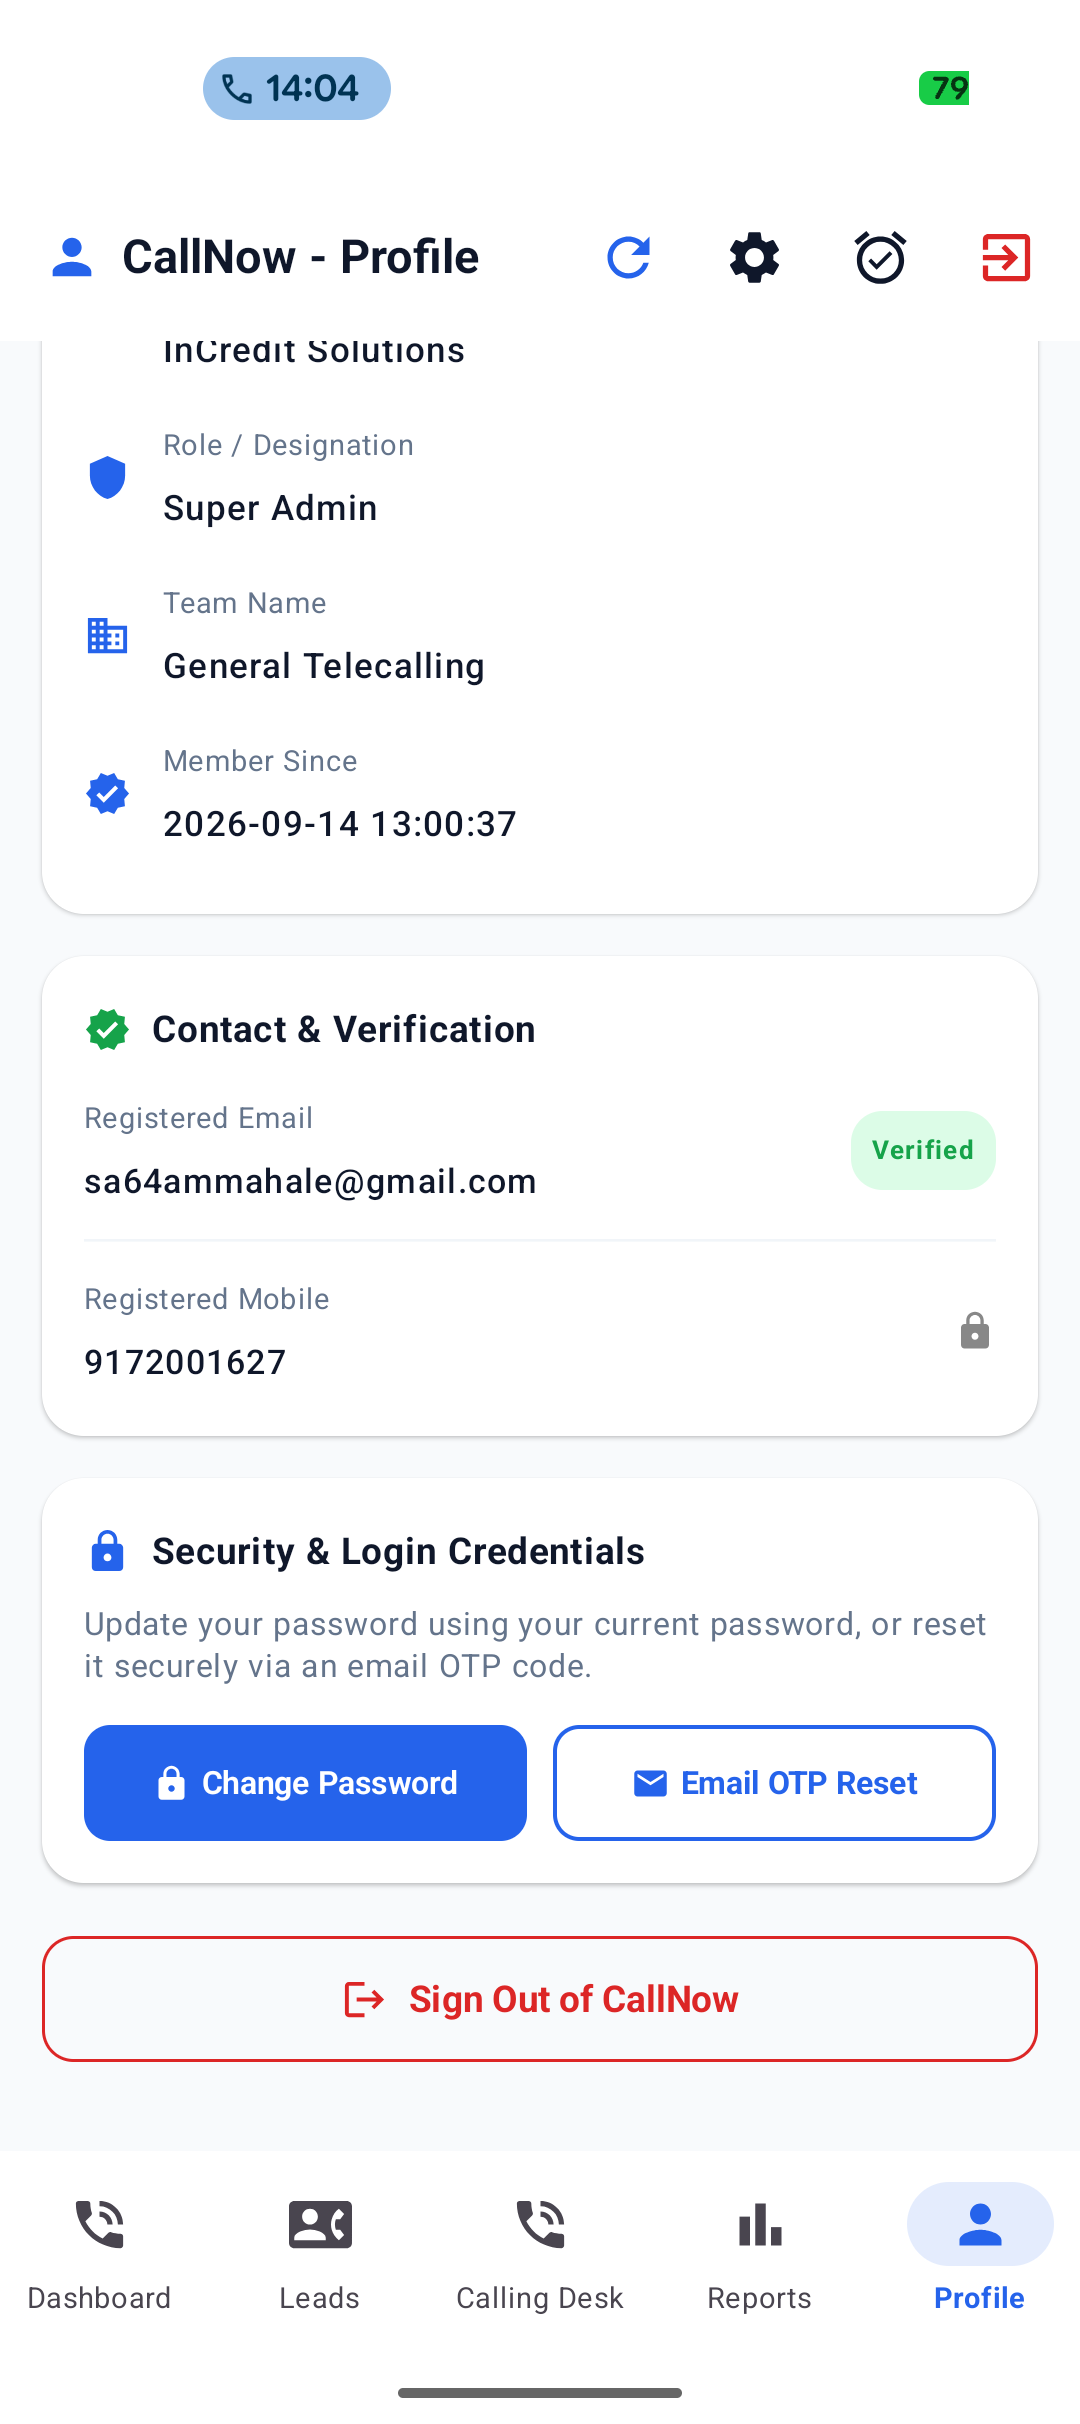 14:04
79
CallNow - Profile
InCredit Solutions
Role / Designation
Super Admin
Team Name
General Telecalling
Member Since
2026-09-14 13:00:37
Contact & Verification
Registered Email
sa64ammahale@gmail.com
Verified
Registered Mobile
9172001627
Security & Login Credentials
Update your password using your current password, or reset
it securely via an email OTP code.
Change Password
Email OTP Reset
Sign Out of CallNow
Dashboard
Leads
Calling Desk
Reports
Profile